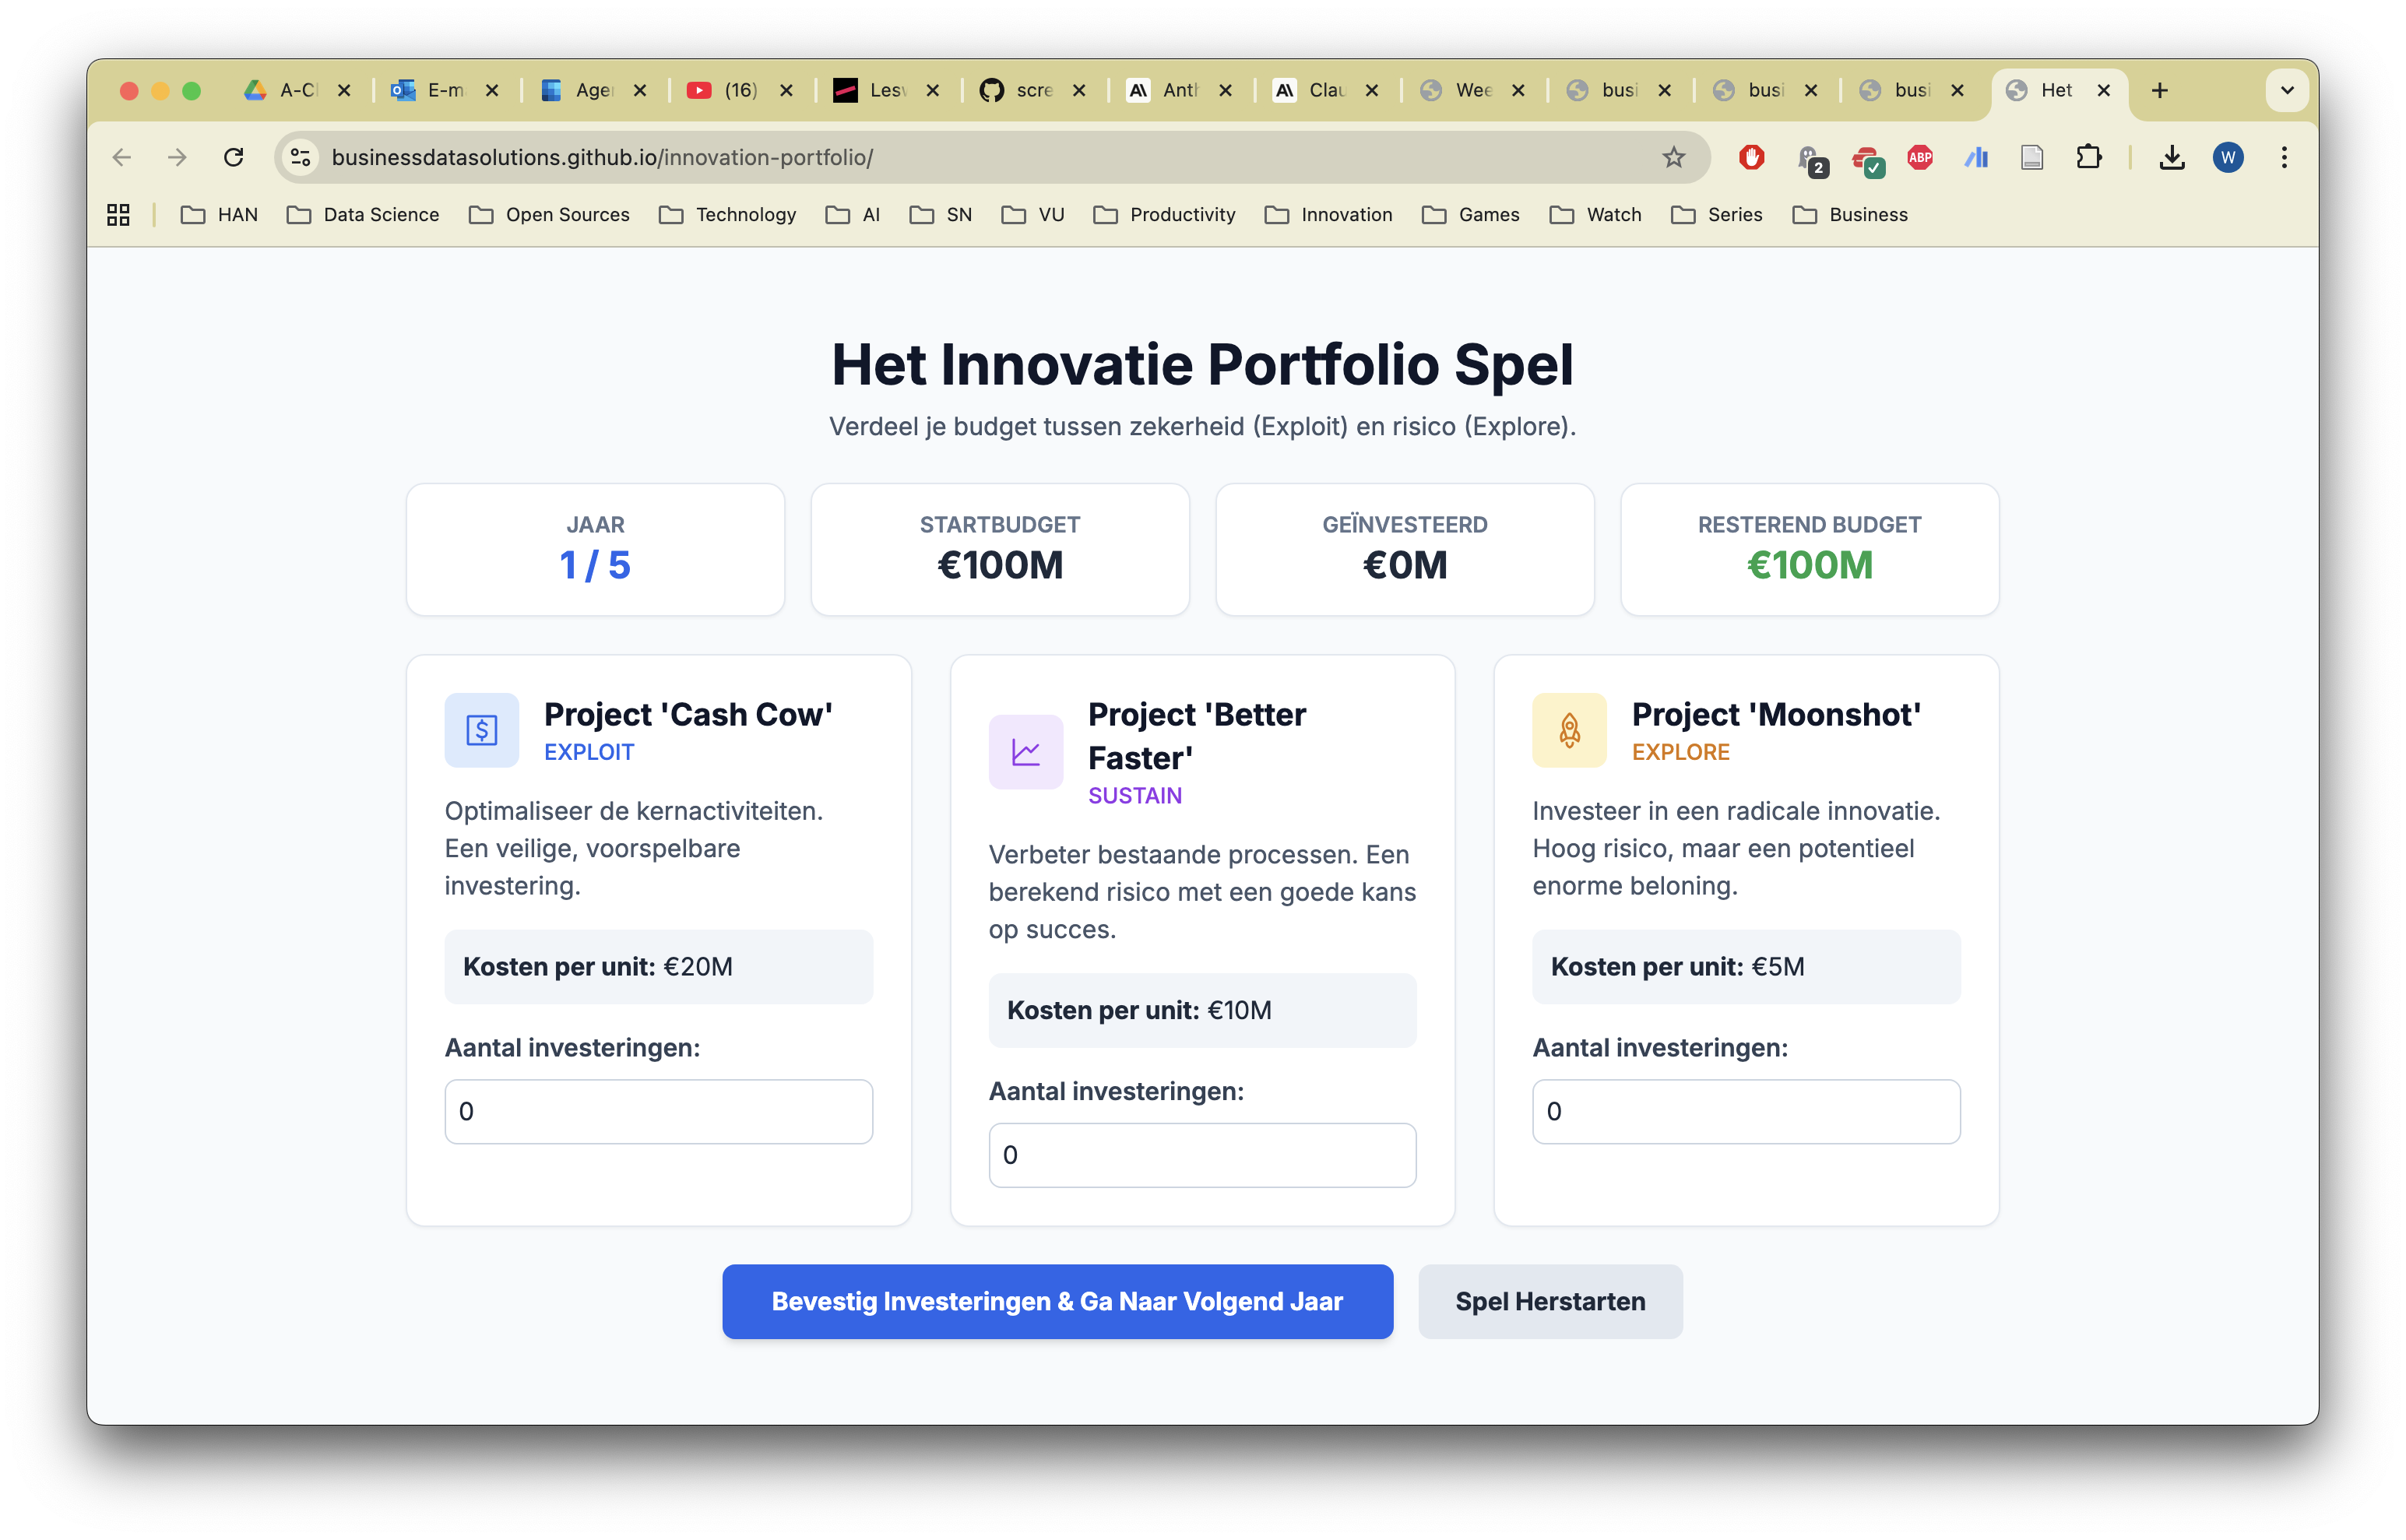 A-C
E-m
Age
(16)
Les
scre
Anth
Clau
Wee
busi
busi
busi
Het
businessdatasolutions.github.io/innovation-portfolio/
2
ABP
W
HAN
Data Science
Open Sources
Technology
AI
SN
VU
Productivity
Innovation
Games
Watch
Series
Business
Het Innovatie Portfolio Spel
Verdeel je budget tussen zekerheid (Exploit) en risico (Explore).
JAAR
1 / 5
STARTBUDGET
€100M
GEÏNVESTEERD
€0M
RESTEREND BUDGET
€100M
Project 'Cash Cow'
EXPLOIT
Optimaliseer de kernactiviteiten.
Een veilige, voorspelbare
investering.
Kosten per unit: €20M
Aantal investeringen:
0
Project 'Better
Faster'
SUSTAIN
Verbeter bestaande processen. Een
berekend risico met een goede kans
op succes.
Kosten per unit: €10M
Aantal investeringen:
0
Project 'Moonshot'
EXPLORE
Investeer in een radicale innovatie.
Hoog risico, maar een potentieel
enorme beloning.
Kosten per unit: €5M
Aantal investeringen:
0
Bevestig Investeringen & Ga Naar Volgend Jaar
Spel Herstarten